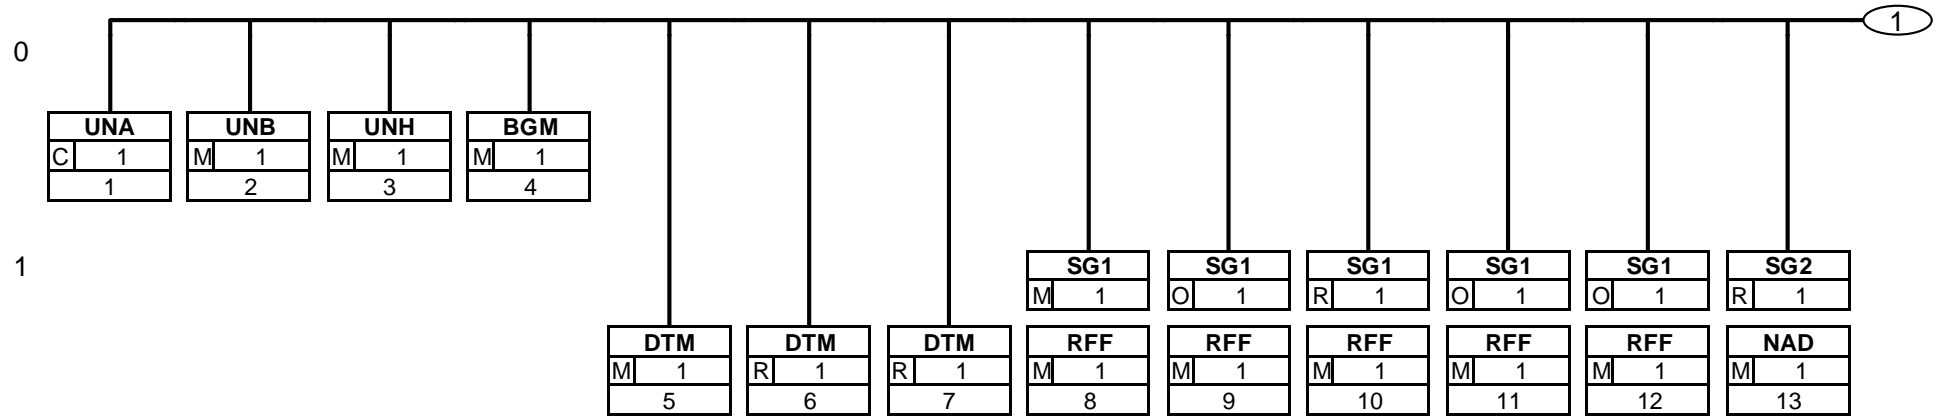 1
0
UNA UNB UNH BGM
C 1 M 1 M 1 M 1
1 2 3 4
1 SG1 SG1 SG1 SG1 SG1 SG2
M 1 O 1 R 1 O 1 O 1 R 1
DTM DTM DTM RFF RFF RFF RFF RFF NAD
M 1 R 1 R 1 M 1 M 1 M 1 M 1 M 1 M 1
5 6 7 8 9 10 11 12 13